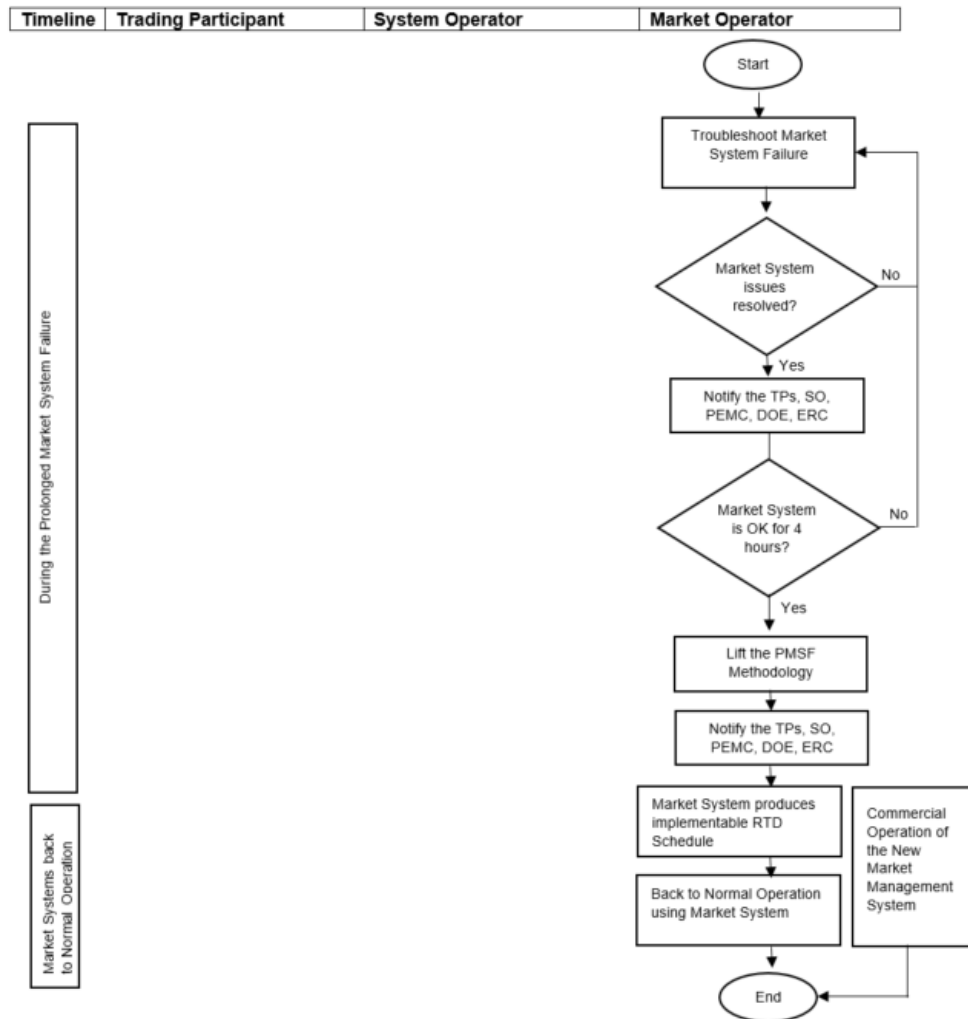 Timeline Trading Participant System Operator Market Operator
Start
Troubleshoot Market
System Failure
Market System
issues
resolved?
No
Yes
Notify the TPs, SO,
PEMC, DOE, ERC
Market System
is OK for 4
hours?
No
Yes
Lift the PMSF
Methodology
Notify the TPs, SO,
PEMC, DOE, ERC
During the Prolonged Market System Failure
Market System produces
implementable RTD
Schedule
Commercial
Operation of
the New
Market
Management
System
Back to Normal Operation
using Market System
Market Systems back
to Normal Operation
End